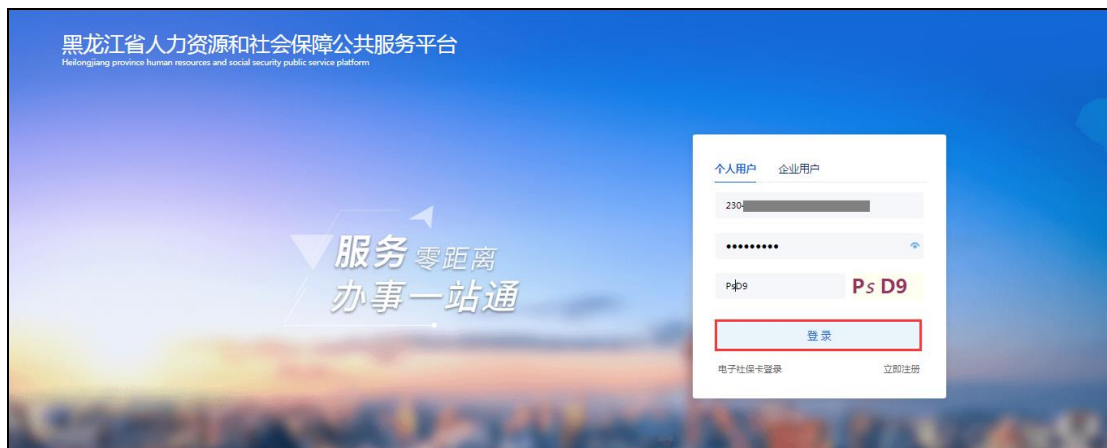 黑龙江省人力资源和社会保障公共服务平台
Heilongjiang province human resources and social security public service platform
个人用户 企业用户
230
服务 零距离
办事一站通
PsD9 Ps D9
登录
电子社保卡登录 立即注册